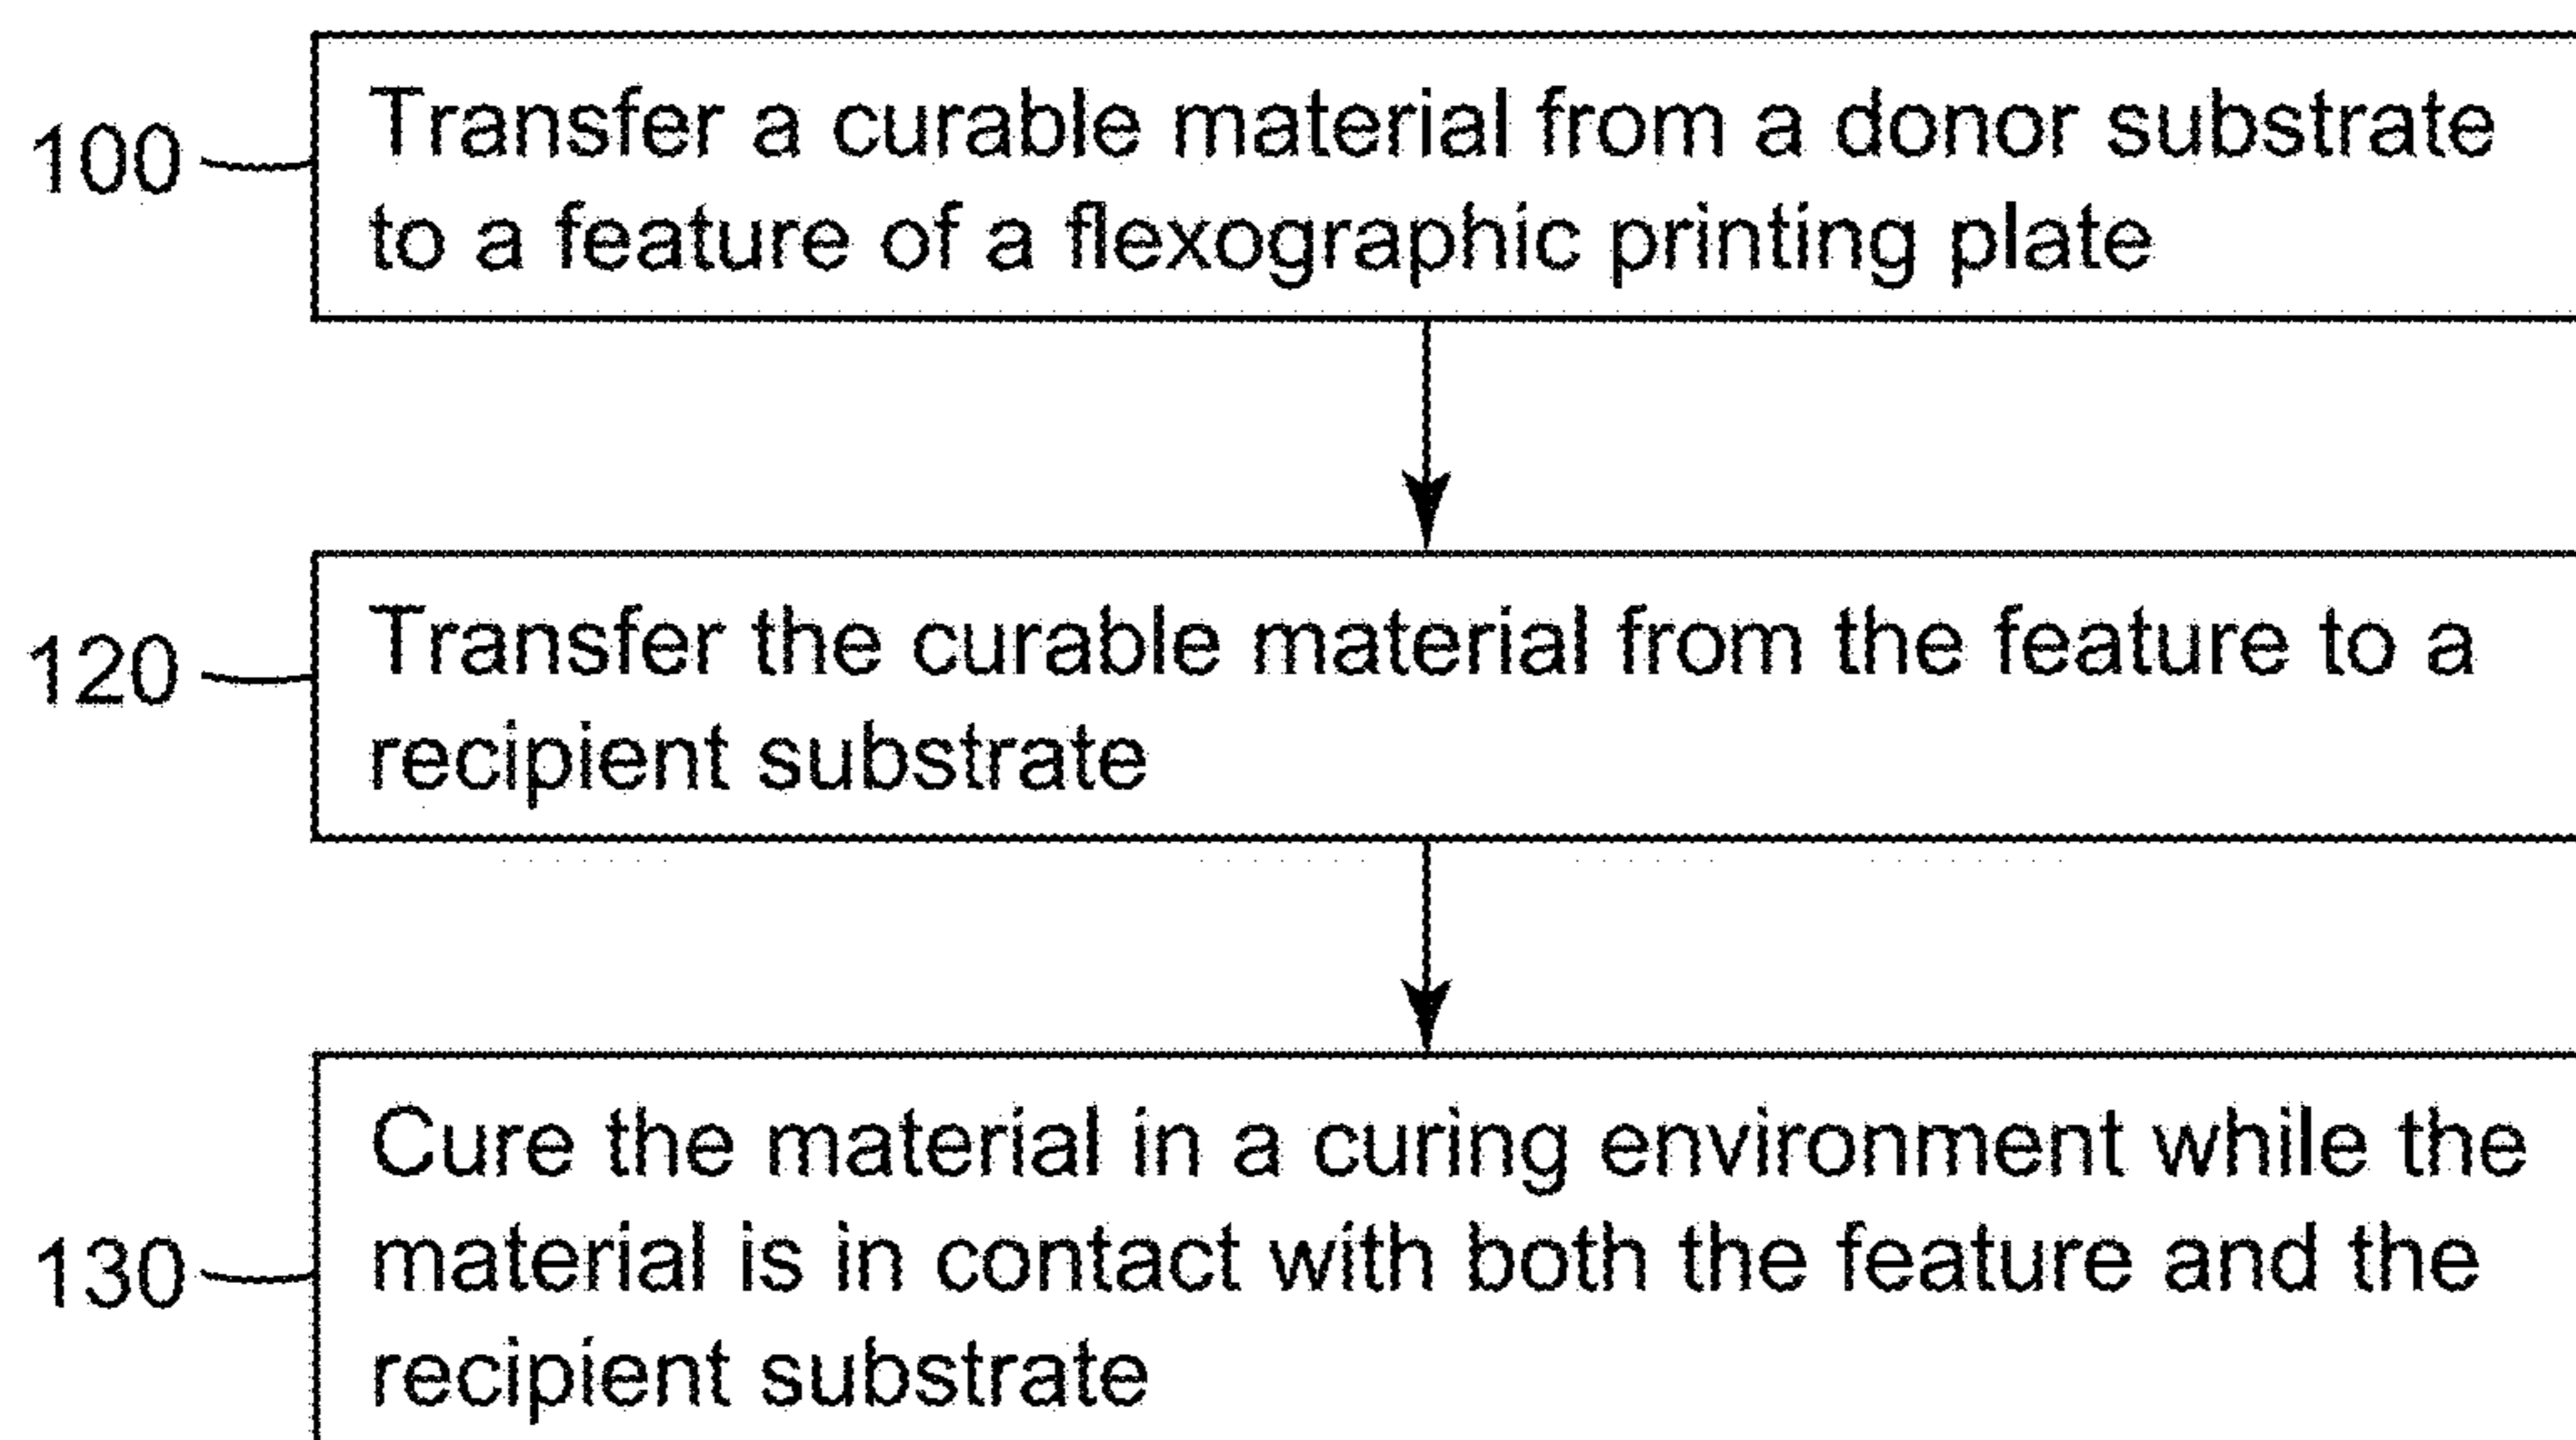 100
Transfer a curable material from a donor substrate
to a feature of a flexographic printing plate
120
Transfer the curable material from the feature to a
recipient substrate
Cure the material in a curing environment while the
130
material is in contact with both the feature and the
recipient substrate